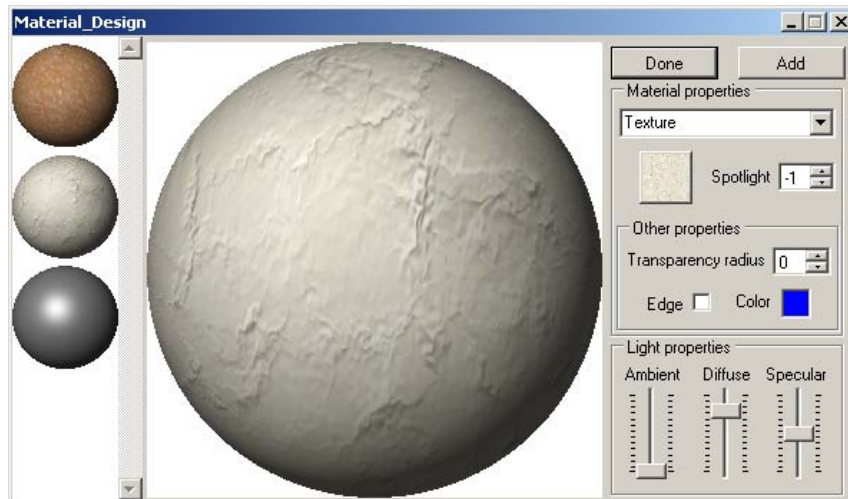 Material_Design
Done Add
Material properties
Texture
Spotlight -1
Other properties
Transparency radius 0
Edge Color
Light properties
Ambient Diffuse Specular